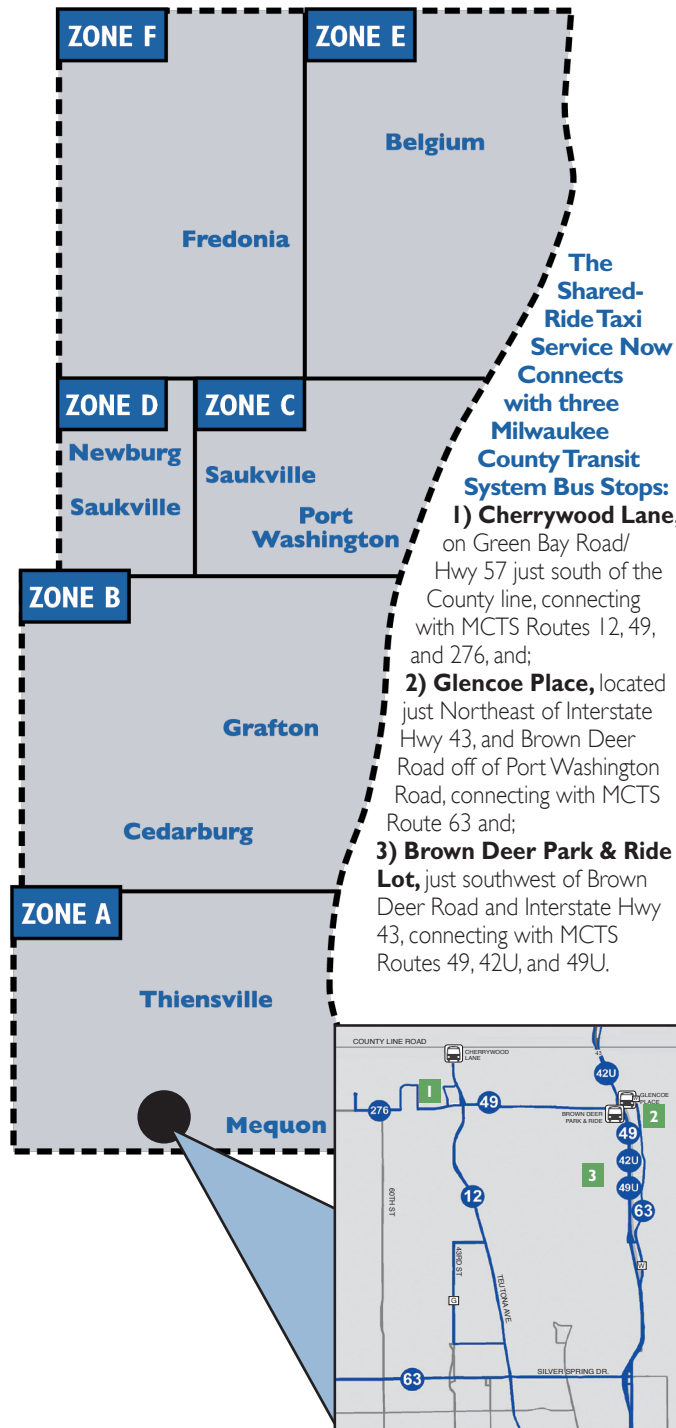 ZONE F
ZONE E
Belgium
Fredonia
The
Shared-
Ride Taxi
Service Now
Connects
with three
Milwaukee
County Transit
System Bus Stops:
1) Cherrywood Lane,
on Green Bay Road/
Hwy 57 just south of the
County line, connecting
with MCTS Routes 12, 49,
and 276, and;
2) Glencoe Place, located
just Northeast of Interstate
Hwy 43, and Brown Deer
Road off of Port Washington
Road, connecting with MCTS
Route 63 and;
3) Brown Deer Park & Ride
Lot, just southwest of Brown
Deer Road and Interstate Hwy
43, connecting with MCTS
Routes 49, 42U, and 49U.
ZONE D
ZONE C
Newburg
Saukville
Saukville
Port
Washington
ZONE B
Grafton
Cedarburg
ZONE A
Thiensville
Mequon
COUNTY LINE ROAD
CHERRYWOOD
LANE
43
42U
GLENCOE
PLACE
BROWN DEER
PARK & RIDE
1
2
276
49
49
42U
3
49U
63
12
60TH ST
43RD ST
TEUTONA AVE.
W
G
SILVER SPRING DR.
63